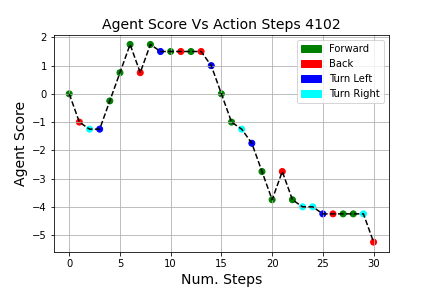 Agent Score Vs Action Steps 4102
Agent Score
2
1
0
−1
−2
−3
−4
−5
Forward
Back
Turn Left
Turn Right
0 5 10 15 20 25 30
Num. Steps